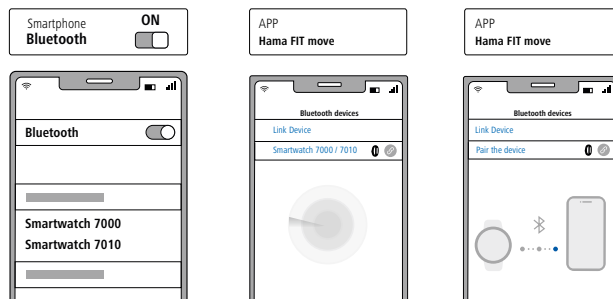 Smartphone
Bluetooth
ON
APP
Hama FIT move
APP
Hama FIT move
Bluetooth
Smartwatch 7000
Smartwatch 7010
Bluetooth devices
Link Device
Smartwatch 7000 / 7010
Bluetooth devices
Link Device
Pair the device